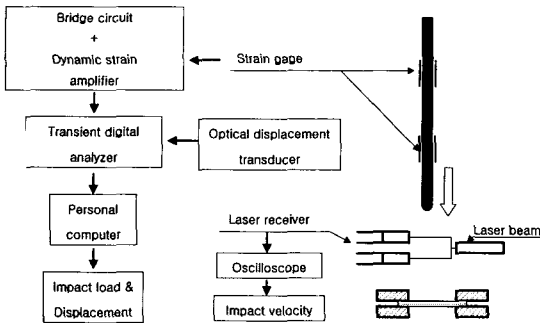 Bridge circuit
+
Dynamic strain
amplifier
Strain gage
Transient digital
analyzer
Optical displacement
transducer
Personal
computer
Laser receiver
Laser beam
Oscilloscope
Impact load &
Displacement
Impact velocity